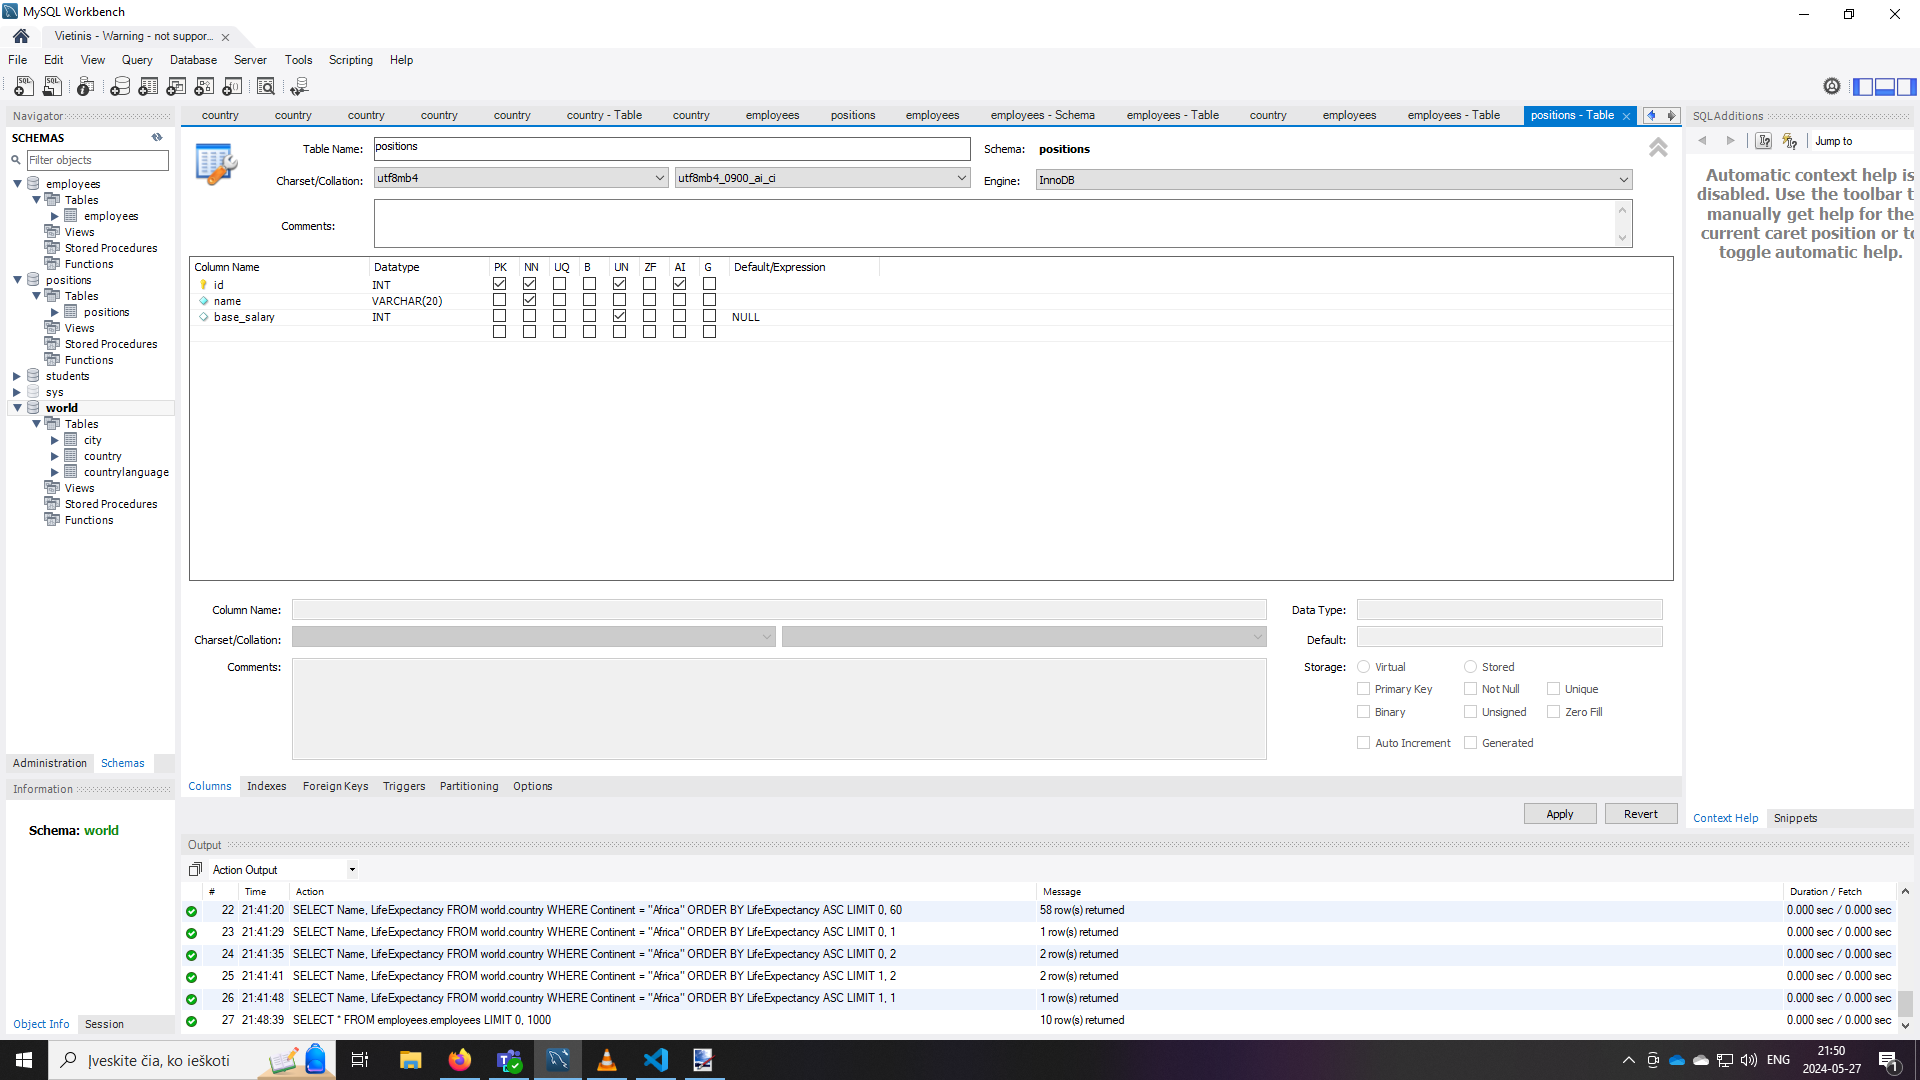 MySQL Workbench
Vietinis - Warning - not suppor...
File Edit View Query Database Server Tools Scripting Help
Navigator
SCHEMAS
Filter objects
employees
Tables
employees
Views
Stored Procedures
Functions
positions
Tables
positions
Views
Stored Procedures
Functions
students
sys
world
Tables
city
country
countrylanguage
Views
Stored Procedures
Functions
Administration Schemas
Information
Schema: world
Object Info Session
country country country country country country - Table country employees positions employees employees - Schema employees - Table country employees employees - Table positions - Table
Table Name: positions Schema: positions
Charset/Collation: utf8mb4 utf8mb4_0900_ai_ci Engine: InnoDB
Comments:
Column Name Datatype PK NN UQ B UN ZF AI G Default/Expression
id INT
name VARCHAR(20)
base_salary INT NULL
Column Name: Data Type:
Charset/Collation: Default:
Comments: Storage: Virtual Stored
Primary Key Not Null Unique
Binary Unsigned Zero Fill
Auto Increment Generated
Columns Indexes Foreign Keys Triggers Partitioning Options
Apply Revert
SQLAdditions
Jump to
Automatic context help is
disabled. Use the toolbar t
manually get help for the
current caret position or to
toggle automatic help.
Context Help Snippets
Output
Action Output
# Time Action Message Duration / Fetch
22 21:41:20 SELECT Name, LifeExpectancy FROM world.country WHERE Continent = "Africa" ORDER BY LifeExpectancy ASC LIMIT 0, 60 58 row(s) returned 0.000 sec / 0.000 sec
23 21:41:29 SELECT Name, LifeExpectancy FROM world.country WHERE Continent = "Africa" ORDER BY LifeExpectancy ASC LIMIT 0, 1 1 row(s) returned 0.000 sec / 0.000 sec
24 21:41:35 SELECT Name, LifeExpectancy FROM world.country WHERE Continent = "Africa" ORDER BY LifeExpectancy ASC LIMIT 0, 2 2 row(s) returned 0.000 sec / 0.000 sec
25 21:41:41 SELECT Name, LifeExpectancy FROM world.country WHERE Continent = "Africa" ORDER BY LifeExpectancy ASC LIMIT 1, 2 2 row(s) returned 0.000 sec / 0.000 sec
26 21:41:48 SELECT Name, LifeExpectancy FROM world.country WHERE Continent = "Africa" ORDER BY LifeExpectancy ASC LIMIT 1, 1 1 row(s) returned 0.000 sec / 0.000 sec
27 21:48:39 SELECT * FROM employees.employees LIMIT 0, 1000 10 row(s) returned 0.000 sec / 0.000 sec
Įveskite čia, ko ieškoti
ENG
21:50
2024-05-27
1